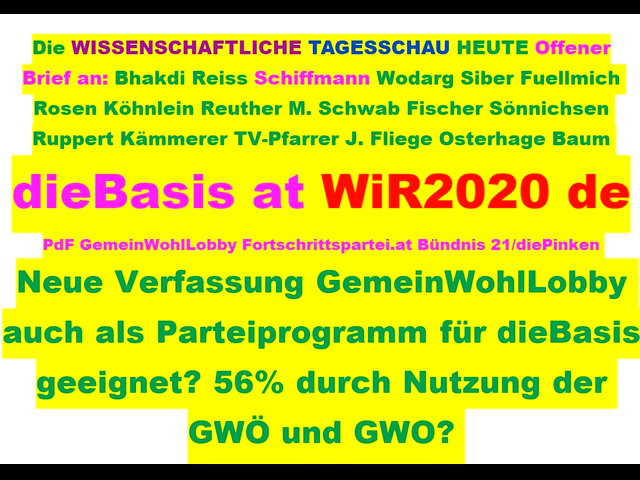 Die WISSENSCHAFTLICHE TAGESSCHAU HEUTE Offener
Brief an: Bhakdi Reiss Schiffmann Wodarg Siber Fuellmich
Rosen Köhnlein Reuther M. Schwab Fischer Sönnichsen
Ruppert Kämmerer TV-Pfarrer J. Fliege Osterhage Baum
dieBasis at WiR2020 de
PdF GemeinWohlLobby Fortschrittspartei.at Bündnis 21/diePinken
Neue Verfassung GemeinWohlLobby
auch als Parteiprogramm für dieBasis
geeignet? 56% durch Nutzung der
GWÖ und GWO?